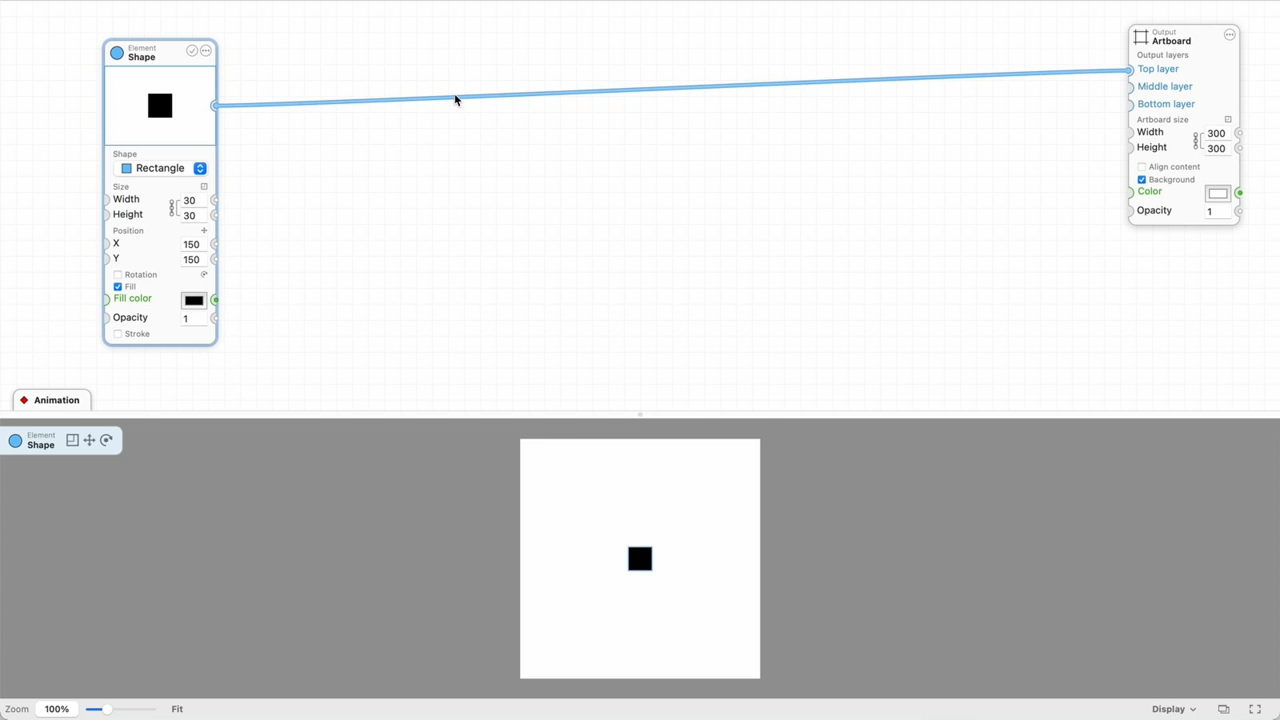 Element
Shape
Shape
Rectangle
Size
Width 30
Height 30
Position
X 150
Y 150
Rotation
Fill
Fill color
Opacity 1
Stroke
Output
Artboard
Output layers
Top layer
Middle layer
Bottom layer
Artboard size
Width 300
Height 300
Align content
Background
Color
Opacity 1
Animation
Element
Shape
Zoom 100% Fit Display